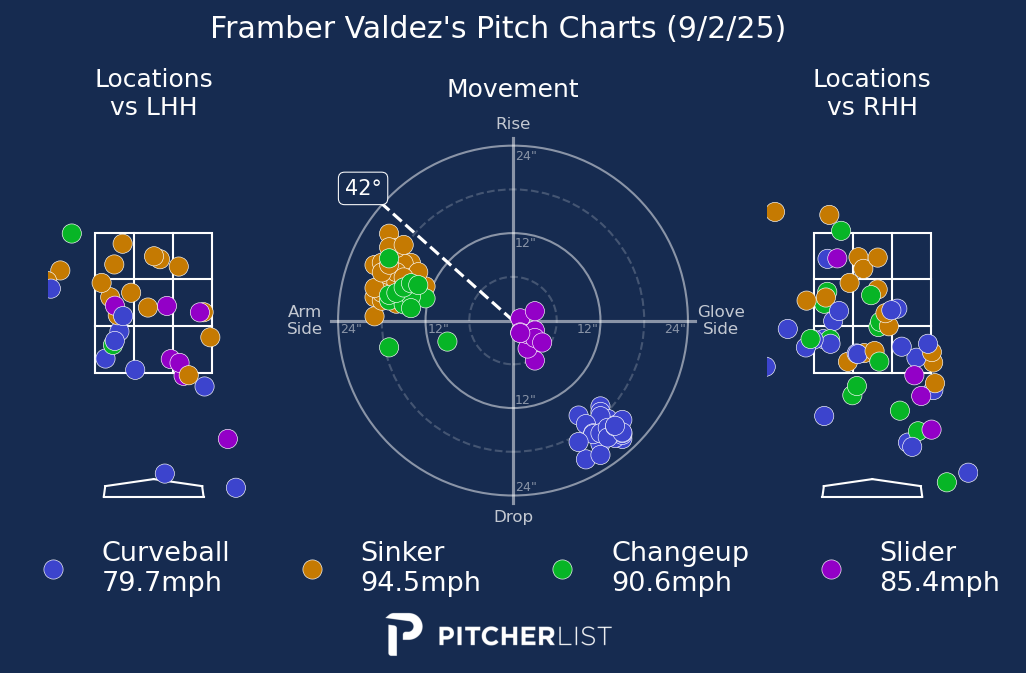 Framber Valdez's Pitch Charts (9/2/25)
Locations
vs LHH
Movement
Locations
vs RHH
Rise
24"
42°
12"
Arm
Side
24"
12"
12"
24"
Glove
Side
12"
24"
Drop
Curveball
79.7mph
Sinker
94.5mph
Changeup
90.6mph
Slider
85.4mph
PITCHERLIST